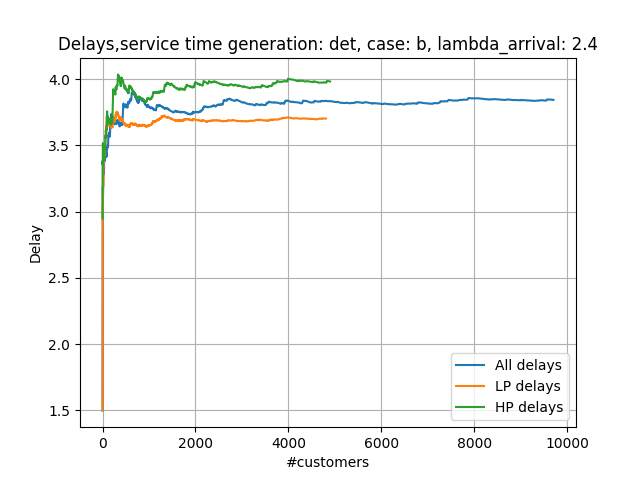 Delays,service time generation: det, case: b, lambda_arrival: 2.4
4.0
3.5
3.0
2.5
2.0
1.5
Delay
0
2000
4000
6000
8000
10000
#customers
All delays
LP delays
HP delays